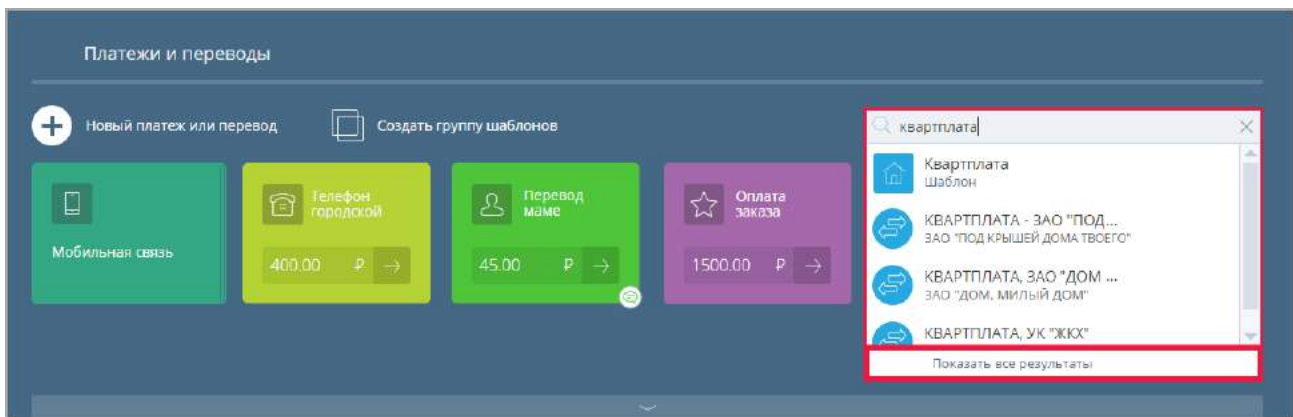 Платежи и переводы
Новый платеж или перевод
Создать группу шаблонов
квартплата
Мобильная связь
Телефон
городской
400.00 ₽
Перевод
маме
45.00 ₽
Оплата
заказа
1500.00 ₽
Квартплата
Шаблон
КВАРТПЛАТА - ЗАО "ПОД...
ЗАО "ПОД КРЫШЕЙ ДОМА ТВОЕГО"
КВАРТПЛАТА, ЗАО "ДОМ ...
ЗАО "ДОМ, МИЛЫЙ ДОМ"
КВАРТПЛАТА, УК "ЖКХ"
Показать все результаты